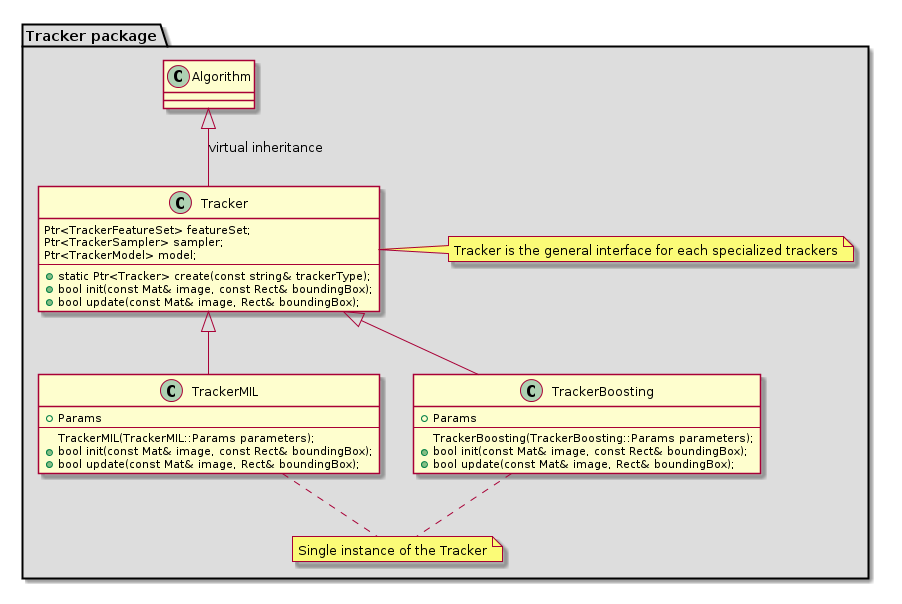 Tracker package
C Algorithm
virtual inheritance
C Tracker
Ptr<TrackerFeatureSet> featureSet;
Ptr<TrackerSampler> sampler;
Ptr<TrackerModel> model;
static Ptr<Tracker> create(const string& trackerType);
bool init(const Mat& image, const Rect& boundingBox);
bool update(const Mat& image, Rect& boundingBox);
Tracker is the general interface for each specialized trackers
C TrackerMIL
Params
TrackerMIL(TrackerMIL::Params parameters);
bool init(const Mat& image, const Rect& boundingBox);
bool update(const Mat& image, Rect& boundingBox);
C TrackerBoosting
Params
TrackerBoosting(TrackerBoosting::Params parameters);
bool init(const Mat& image, const Rect& boundingBox);
bool update(const Mat& image, Rect& boundingBox);
Single instance of the Tracker